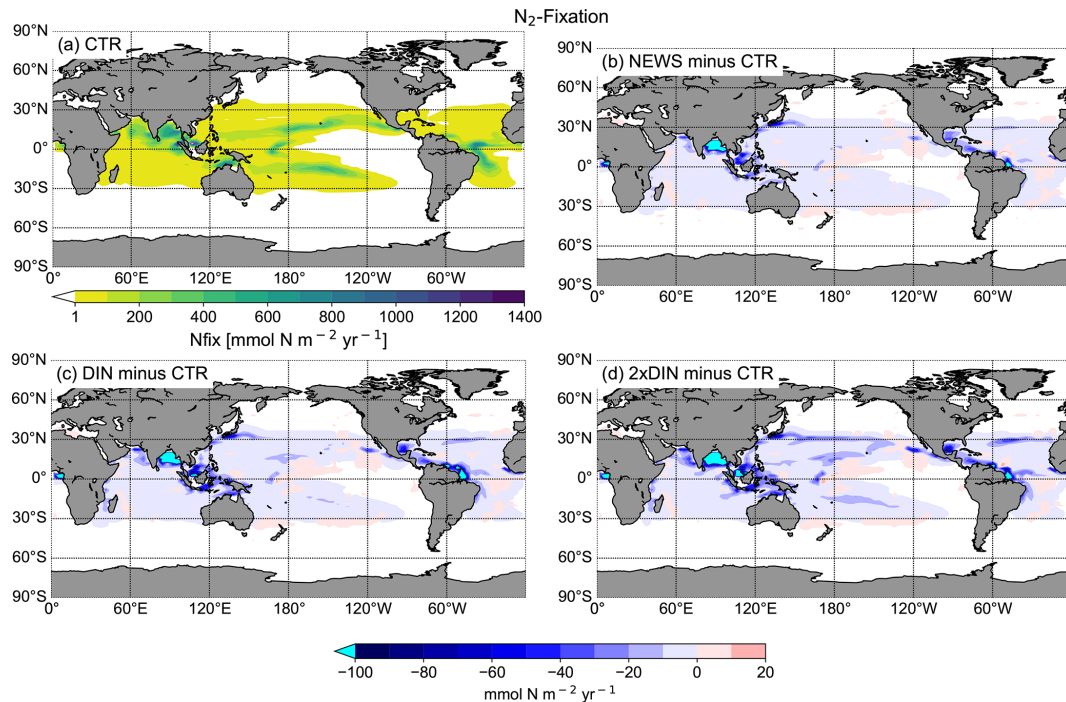 N₂-Fixation
(a) CTR
90°N
60°N
30°N
0°
30°S
60°S
90°S
0° 60°E 120°E 180° 120°W 60°W
1 200 400 600 800 1000 1200 1400
Nfix [mmol N m⁻² yr⁻¹]
(b) NEWS minus CTR
90°N
60°N
30°N
0°
30°S
60°S
90°S
0° 60°E 120°E 180° 120°W 60°W
(c) DIN minus CTR
90°N
60°N
30°N
0°
30°S
60°S
90°S
0° 60°E 120°E 180° 120°W 60°W
(d) 2xDIN minus CTR
90°N
60°N
30°N
0°
30°S
60°S
90°S
0° 60°E 120°E 180° 120°W 60°W
−100 −80 −60 −40 −20 0 20
mmol N m⁻² yr⁻¹